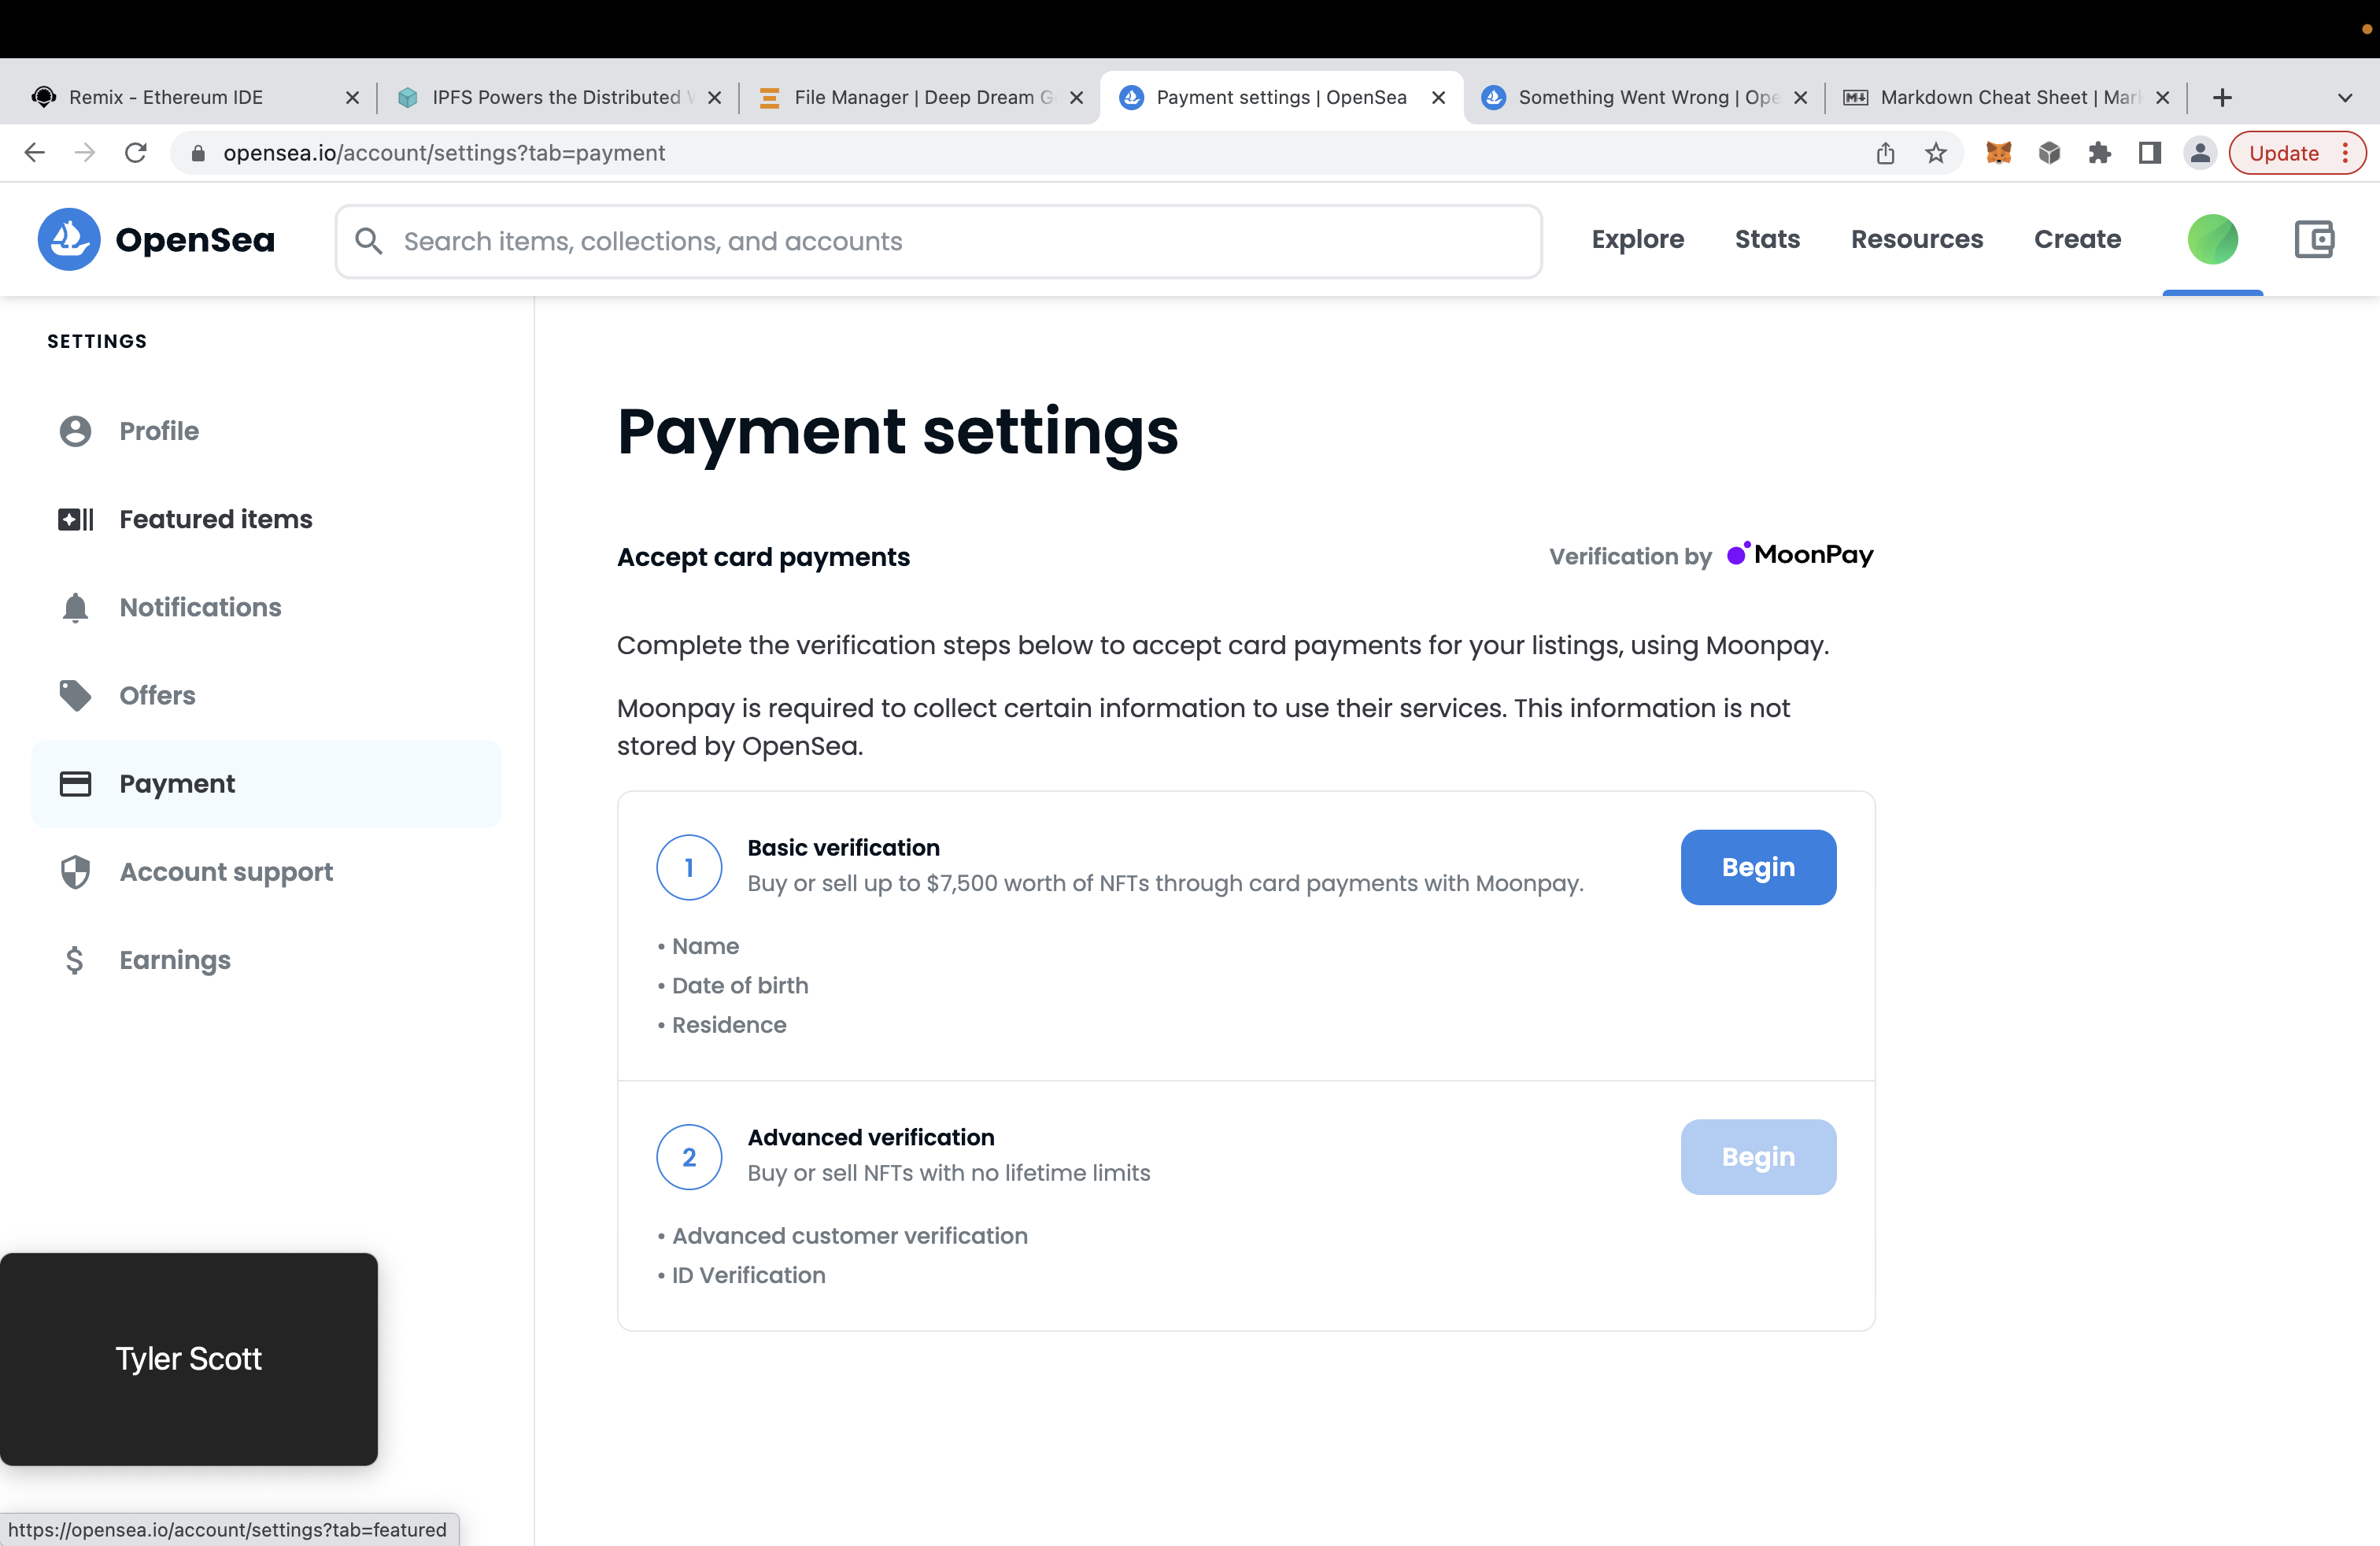 Remix - Ethereum IDE
IPFS Powers the Distributed
File Manager | Deep Dream G
Payment settings | OpenSea
Something Went Wrong | Ope
Markdown Cheat Sheet | Mar
opensea.io/account/settings?tab=payment
Update
OpenSea
Search items, collections, and accounts
Explore
Stats
Resources
Create
SETTINGS
Profile
Featured items
Notifications
Offers
Payment
Account support
Earnings
Payment settings
Accept card payments
Verification by MoonPay
Complete the verification steps below to accept card payments for your listings, using Moonpay.
Moonpay is required to collect certain information to use their services. This information is not
stored by OpenSea.
1
Basic verification
Buy or sell up to $7,500 worth of NFTs through card payments with Moonpay.
Begin
• Name
• Date of birth
• Residence
2
Advanced verification
Buy or sell NFTs with no lifetime limits
Begin
• Advanced customer verification
• ID Verification
Tyler Scott
https://opensea.io/account/settings?tab=featured